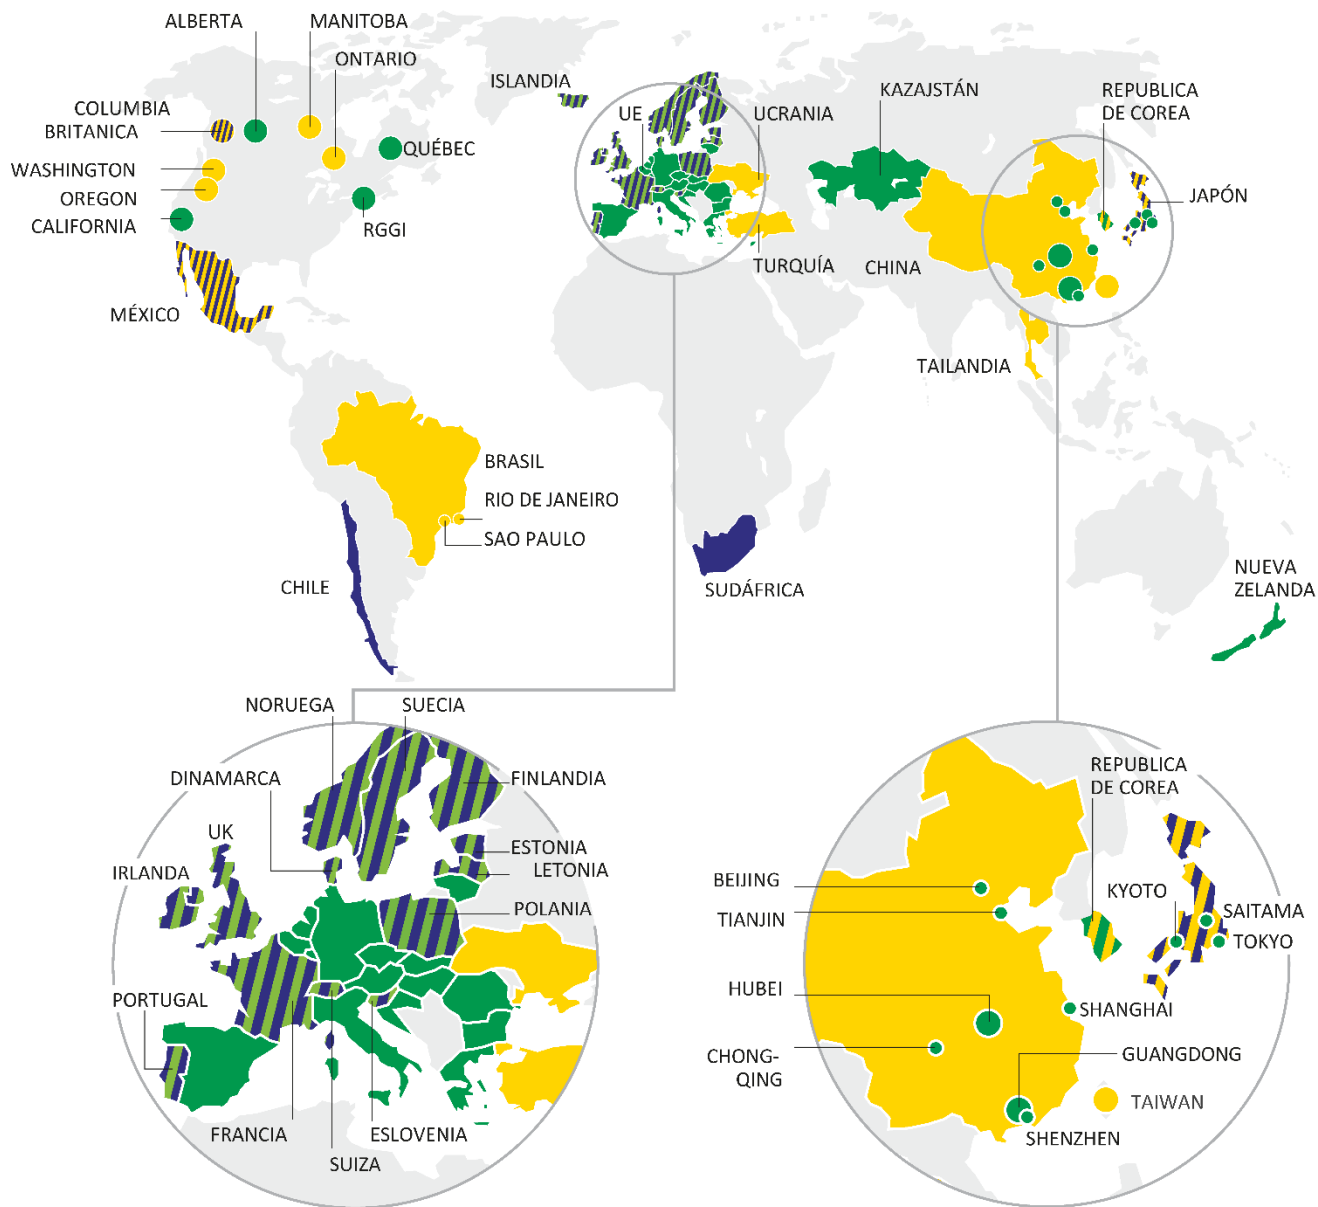 ALBERTA
MANITOBA
ONTARIO
COLUMBIA
BRITANICA
WASHINGTON
OREGON
CALIFORNIA
QUÉBEC
RGGI
MÉXICO
ISLANDIA
UE
UCRANIA
TURQUÍA
KAZAJSTÁN
CHINA
REPUBLICA
DE COREA
JAPÓN
TAILANDIA
BRASIL
RIO DE JANEIRO
SAO PAULO
CHILE
SUDÁFRICA
NUEVA
ZELANDA
NORUEGA
SUECIA
DINAMARCA
FINLANDIA
UK
IRLANDA
ESTONIA
LETONIA
POLANIA
PORTUGAL
FRANCIA
SUIZA
ESLOVENIA
REPUBLICA
DE COREA
BEIJING
TIANJIN
KYOTO
SAITAMA
TOKYO
HUBEI
SHANGHAI
CHONG-
QING
GUANGDONG
TAIWAN
SHENZHEN